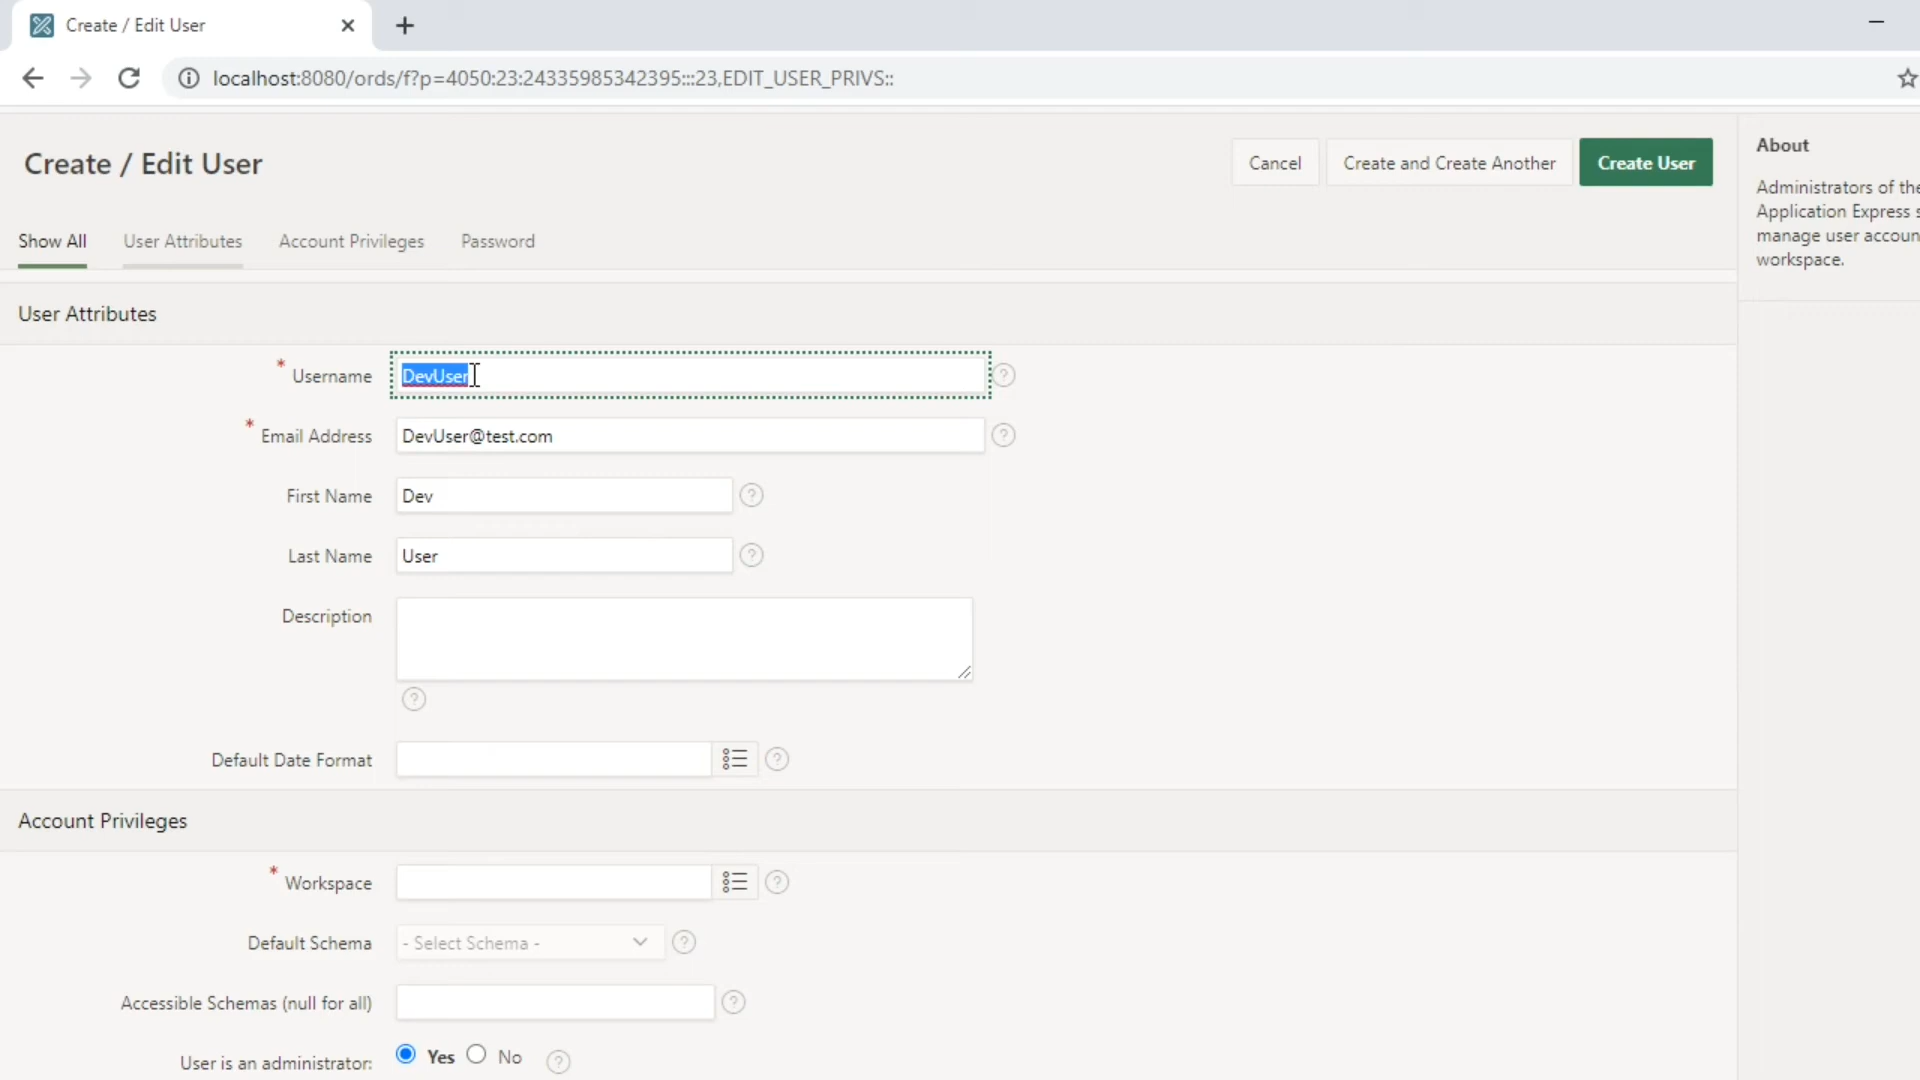 Create / Edit User
localhost:8080/ords/f?p=4050:23:24335985342395:::23,EDIT_USER_PRIVS::
Create / Edit User
Cancel
Create and Create Another
Create User
Show All
User Attributes
Account Privileges
Password
User Attributes
* Username
DevUser
* Email Address
DevUser@test.com
First Name
Dev
Last Name
User
Description
Default Date Format
Account Privileges
* Workspace
Default Schema
- Select Schema -
Accessible Schemas (null for all)
User is an administrator:
Yes
No
About
Administrators of the
Application Express s
manage user accoun
workspace.